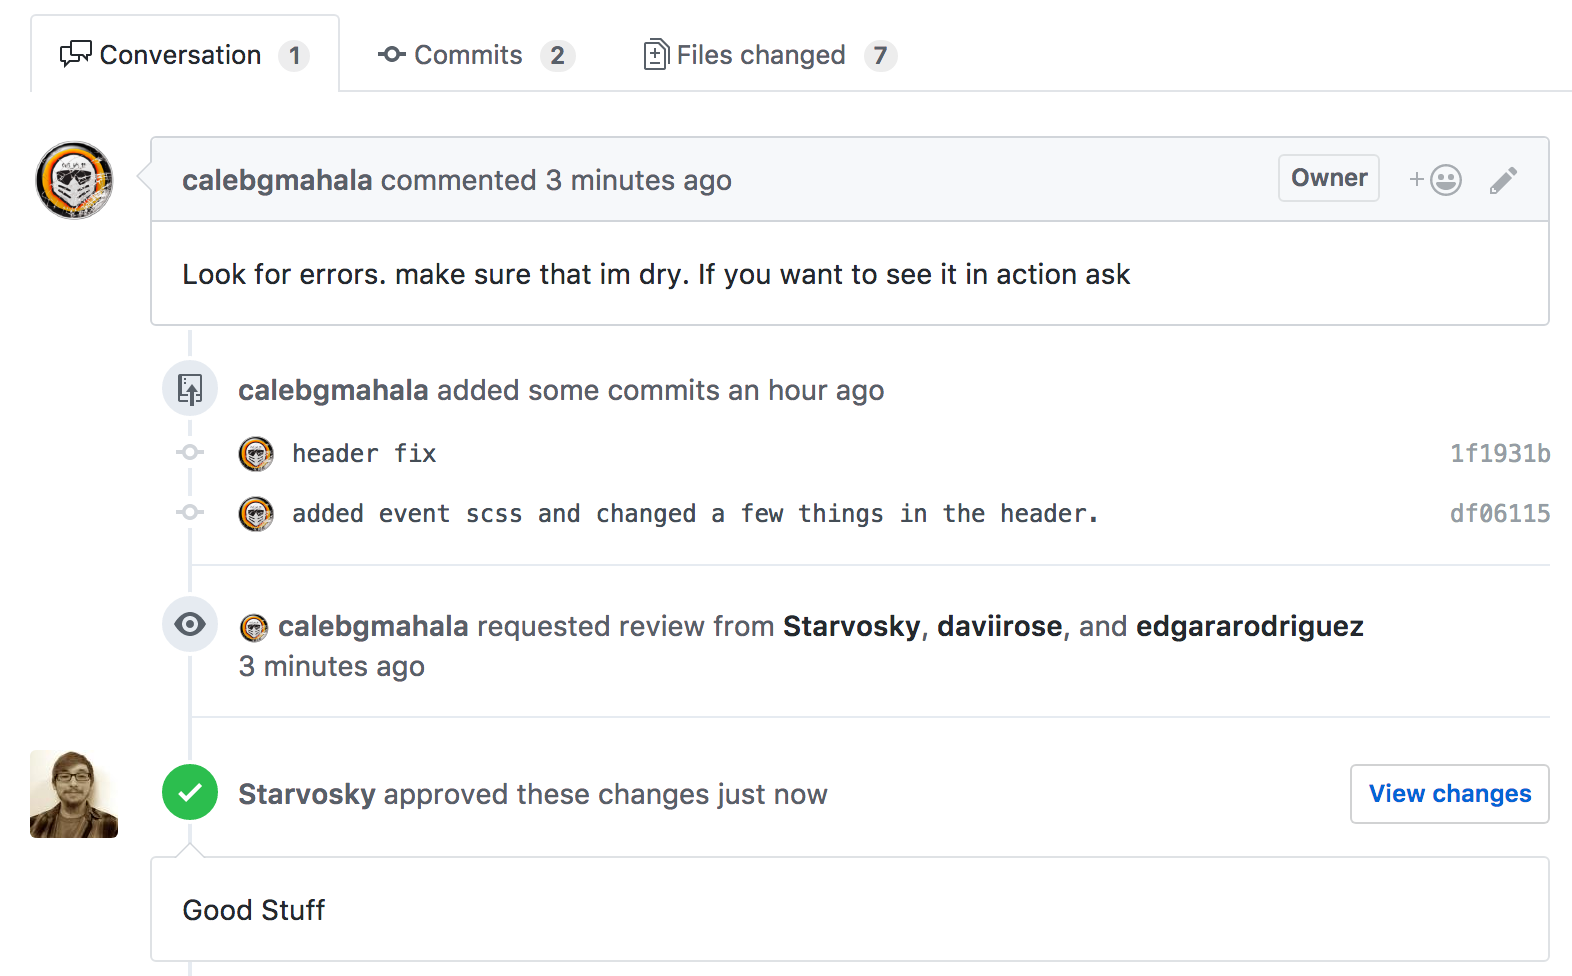 Conversation 1 Commits 2 Files changed 7
calebgmahala commented 3 minutes ago Owner
Look for errors. make sure that im dry. If you want to see it in action ask
calebgmahala added some commits an hour ago
header fix 1f1931b
added event scss and changed a few things in the header. df06115
calebgmahala requested review from Starvosky, daviirose, and edgararodriguez
3 minutes ago
Starvosky approved these changes just now View changes
Good Stuff